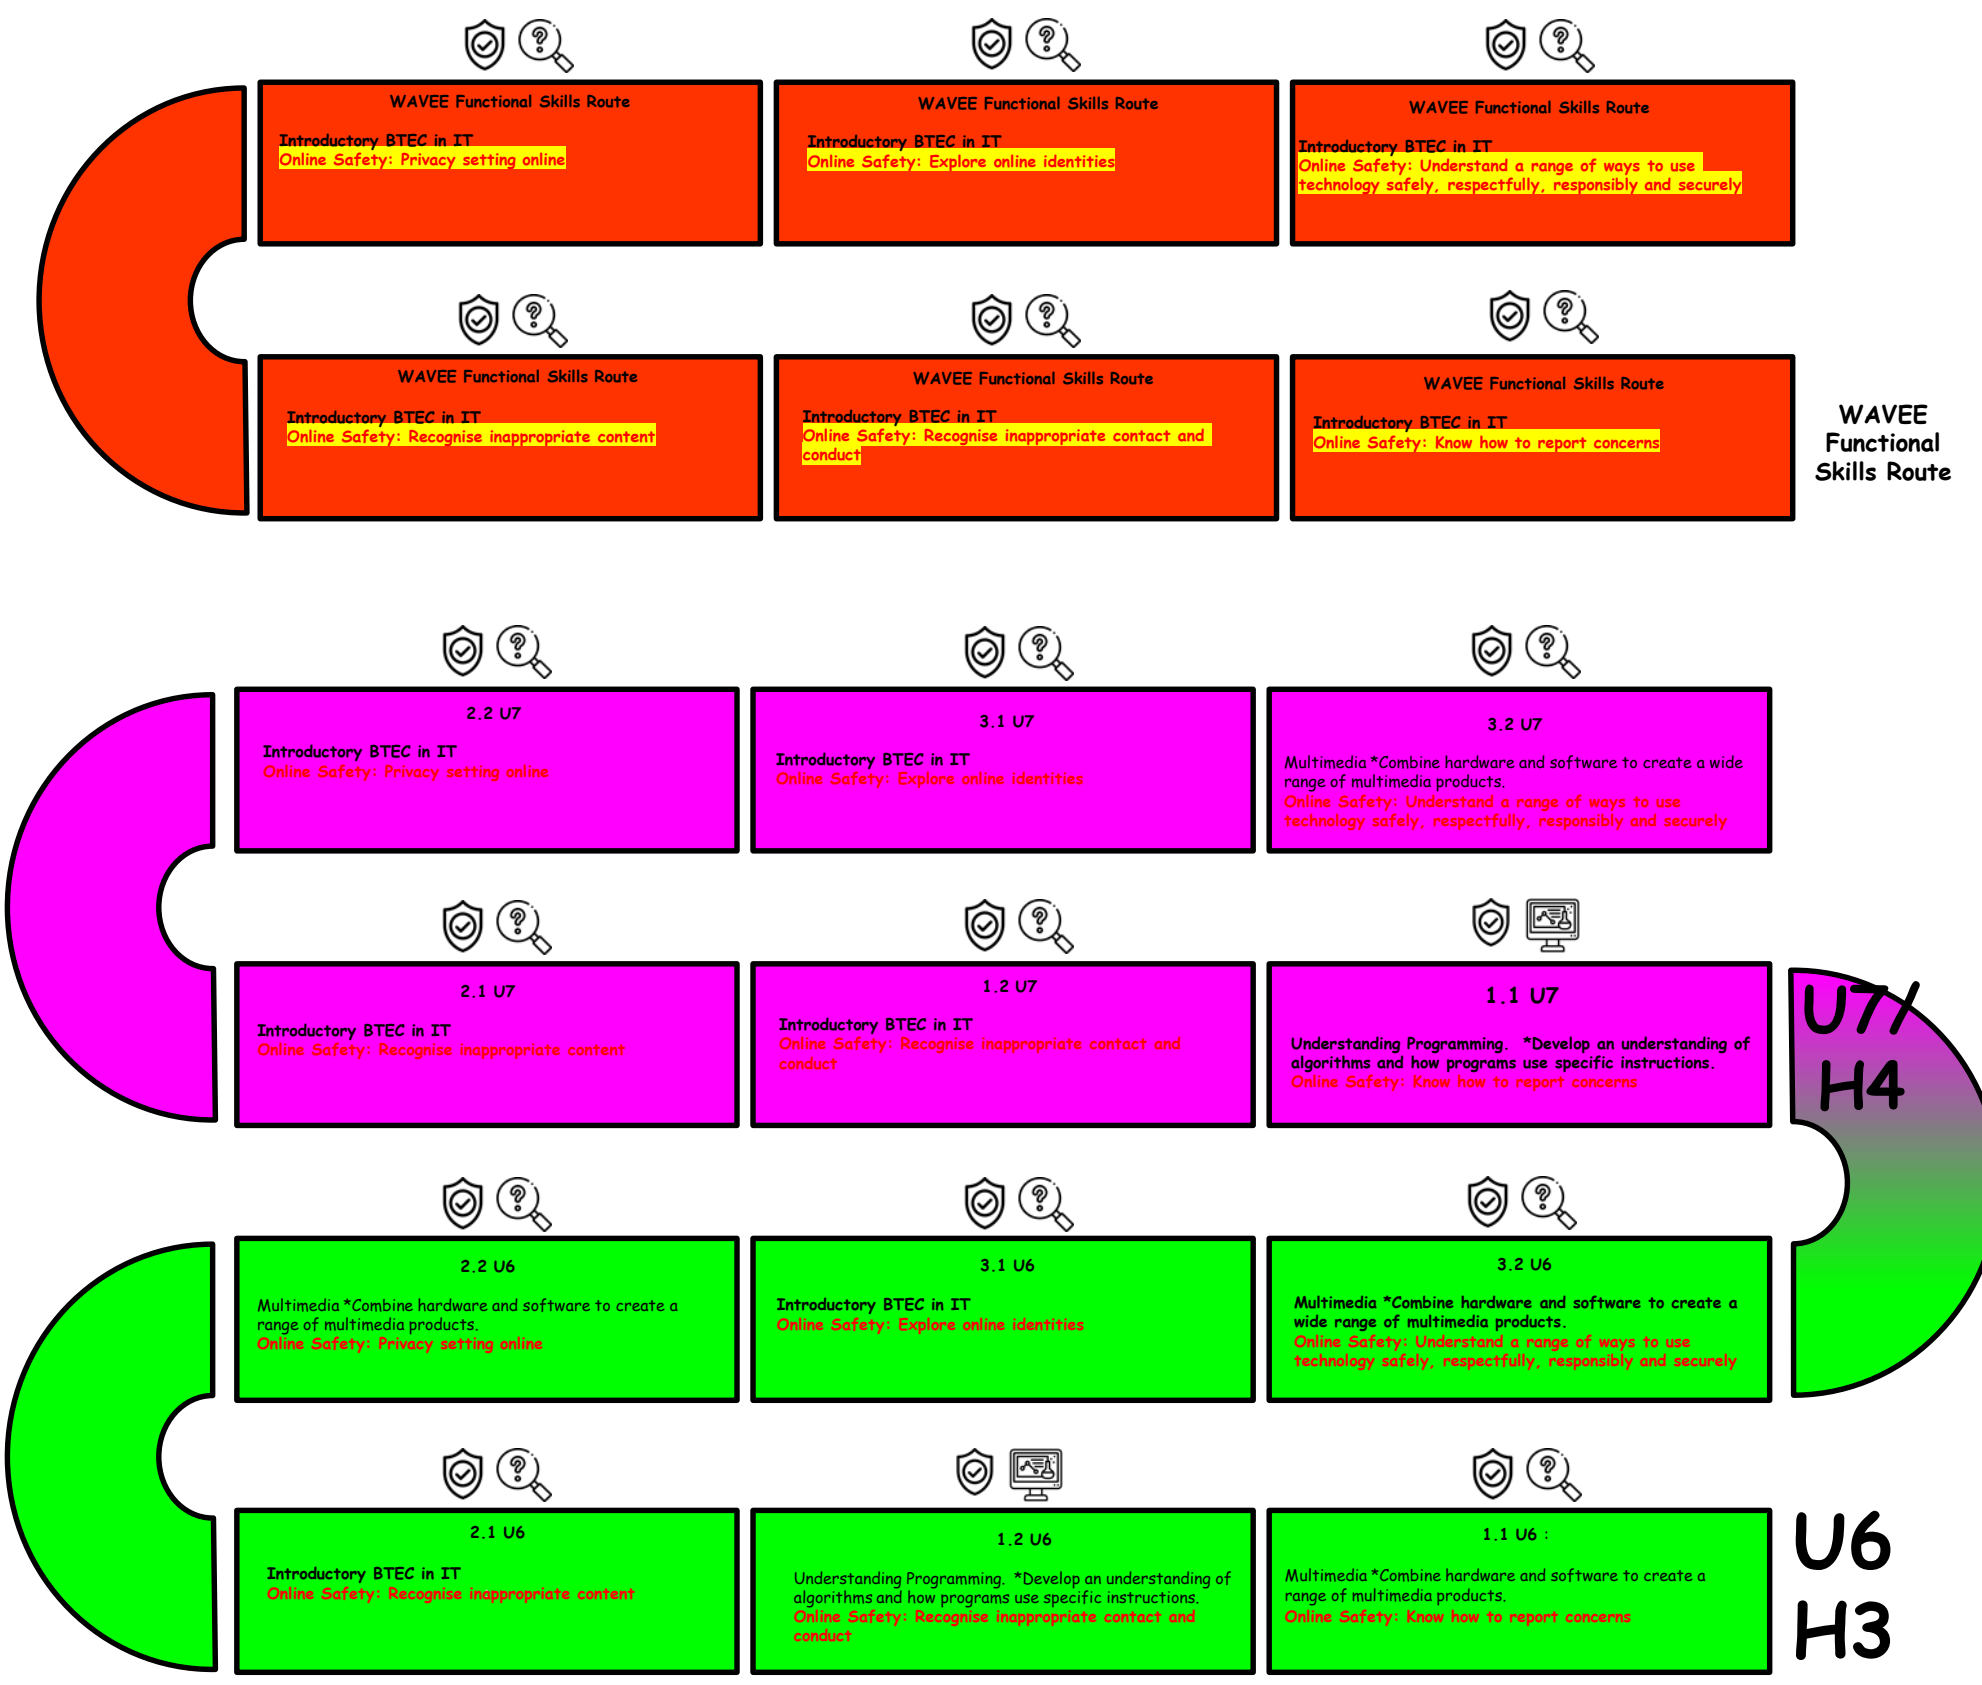 WAVEE Functional Skills Route
Introductory BTEC in IT
Online Safety: Privacy setting online
WAVEE Functional Skills Route
Introductory BTEC in IT
Online Safety: Explore online identities
WAVEE Functional Skills Route
Introductory BTEC in IT
Online Safety: Understand a range of ways to use
technology safely, respectfully, responsibly and securely
WAVEE Functional Skills Route
Introductory BTEC in IT
Online Safety: Recognise inappropriate content
WAVEE Functional Skills Route
Introductory BTEC in IT
Online Safety: Recognise inappropriate contact and
conduct
WAVEE Functional Skills Route
Introductory BTEC in IT
Online Safety: Know how to report concerns
WAVEE
Functional
Skills Route
2.2 U7
Introductory BTEC in IT
Online Safety: Privacy setting online
3.1 U7
Introductory BTEC in IT
Online Safety: Explore online identities
3.2 U7
Multimedia *Combine hardware and software to create a wide
range of multimedia products.
Online Safety: Understand a range of ways to use
technology safely, respectfully, responsibly and securely
2.1 U7
Introductory BTEC in IT
Online Safety: Recognise inappropriate content
1.2 U7
Introductory BTEC in IT
Online Safety: Recognise inappropriate contact and
conduct
1.1 U7
Understanding Programming. *Develop an understanding of
algorithms and how programs use specific instructions.
Online Safety: Know how to report concerns
U7/
H4
2.2 U6
Multimedia *Combine hardware and software to create a
range of multimedia products.
Online Safety: Privacy setting online
3.1 U6
Introductory BTEC in IT
Online Safety: Explore online identities
3.2 U6
Multimedia *Combine hardware and software to create a
wide range of multimedia products.
Online Safety: Understand a range of ways to use
technology safely, respectfully, responsibly and securely
2.1 U6
Introductory BTEC in IT
Online Safety: Recognise inappropriate content
1.2 U6
Understanding Programming. *Develop an understanding of
algorithms and how programs use specific instructions.
Online Safety: Recognise inappropriate contact and
conduct
1.1 U6 :
Multimedia *Combine hardware and software to create a
range of multimedia products.
Online Safety: Know how to report concerns
U6
H3